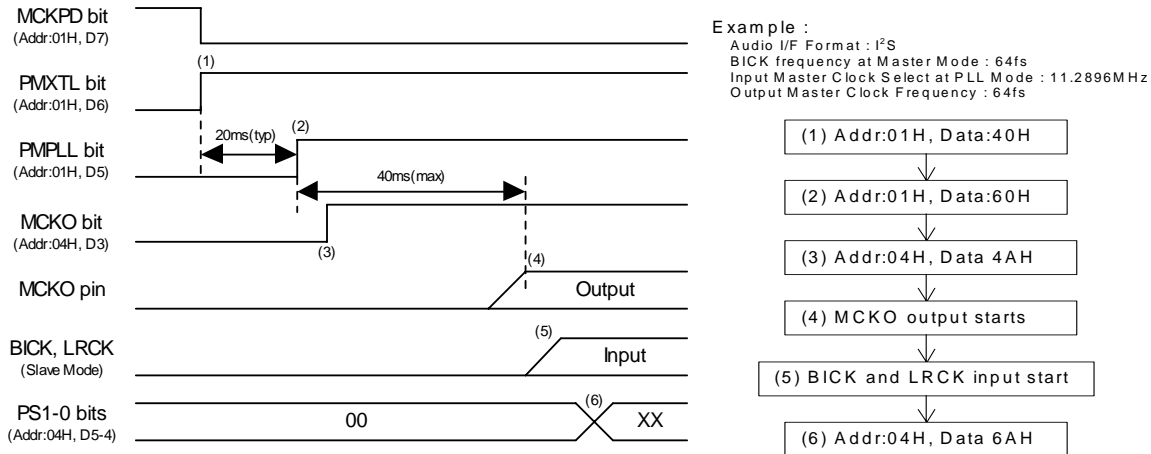 MCKPD bit
(Addr:01H, D7)
(1)
PMXTL bit
(Addr:01H, D6)
20ms(typ)
(2)
PMPLL bit
(Addr:01H, D5)
40ms(max)
MCKO bit
(Addr:04H, D3)
(3)
(4)
MCKO pin
Output
(5)
BICK, LRCK
(Slave Mode)
Input
(6)
PS1-0 bits
(Addr:04H, D5-4)
00
XX
Example :
Audio I/F Format : I²S
BICK frequency at Master Mode : 64fs
Input Master Clock Select at PLL Mode : 11.2896MHz
Output Master Clock Frequency : 64fs
(1) Addr:01H, Data:40H
(2) Addr:01H, Data:60H
(3) Addr:04H, Data 4AH
(4) MCKO output starts
(5) BICK and LRCK input start
(6) Addr:04H, Data 6AH